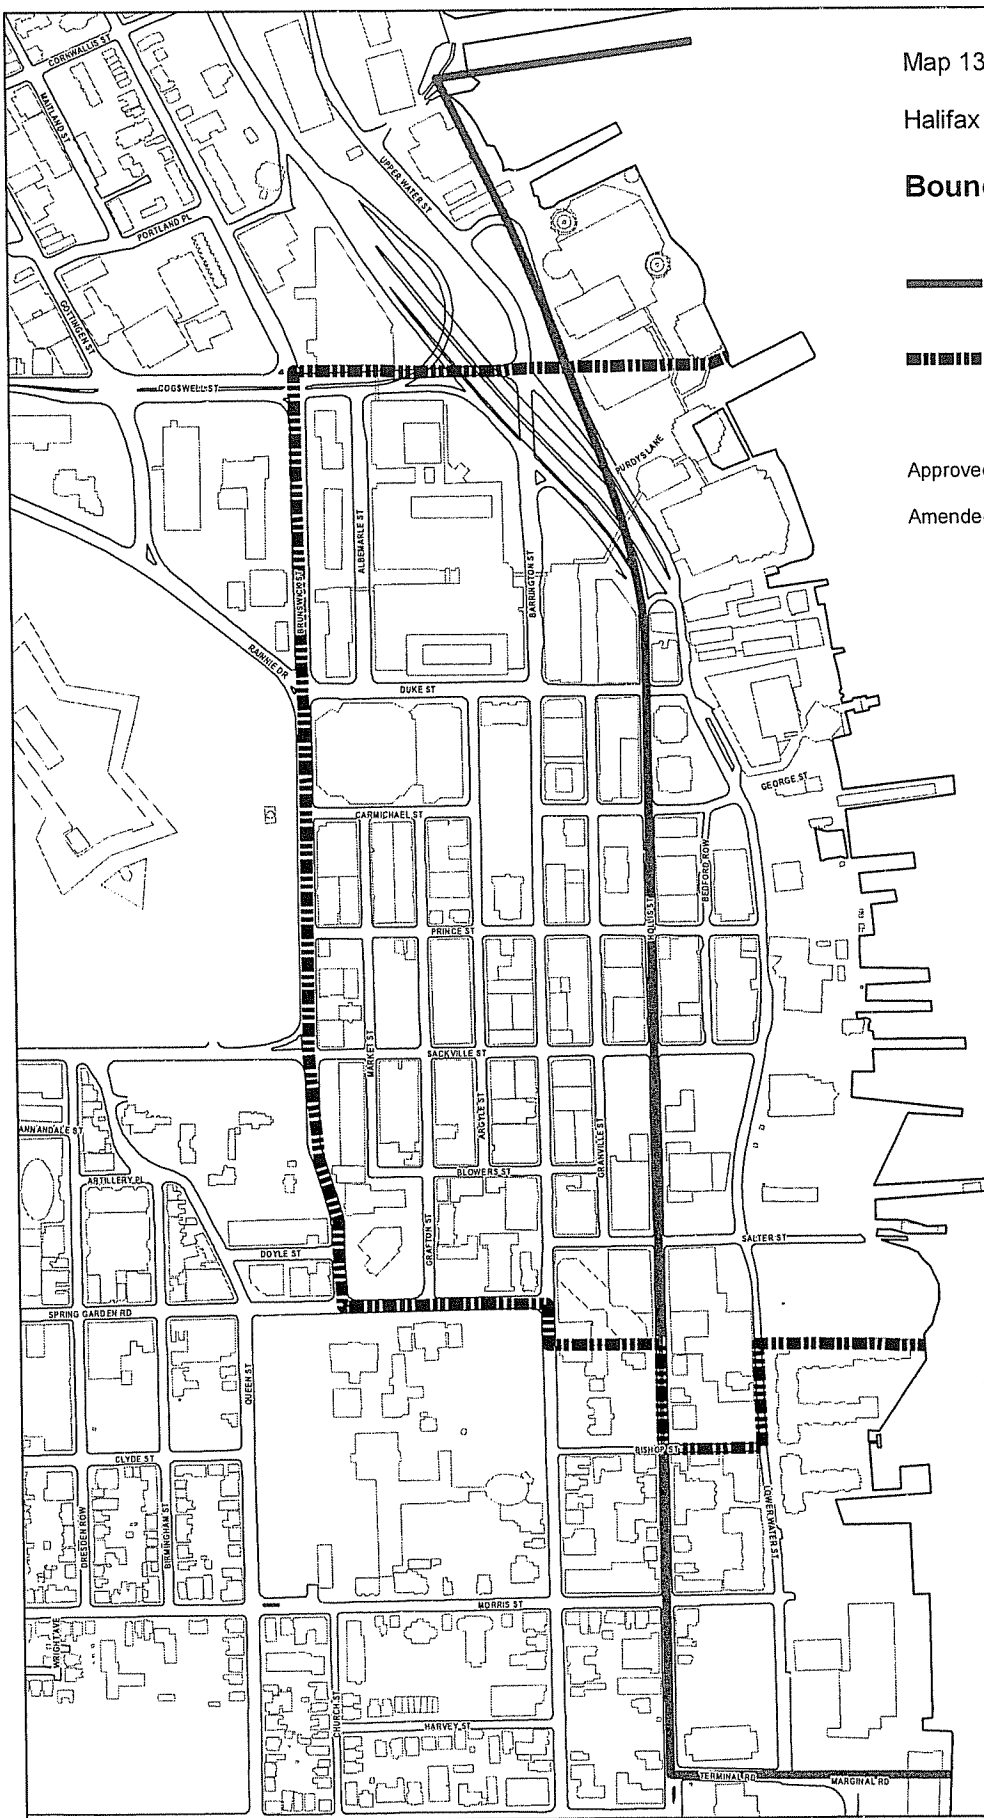 Map 13
Halifax
Boun
Approve
Amende
CORNWALLIS ST
MAITLAND ST
UPPER WATER ST
PORTLAND PL
GOTTINGEN ST
COGSWELL ST
PURDYS LANE
ALBEMARLE ST
BARRINGTON ST
BRUNSWICK ST
RAINNIE DR
DUKE ST
GEORGE ST
CARMICHAEL ST
BEDFORD ROW
HOLLIS ST
PRINCE ST
MARKET ST
SACKVILLE ST
ARGYLE ST
GRANVILLE ST
ANNANDALE ST
BLOWERS ST
ARTILLERY PL
GRAFTON ST
SALTER ST
DOYLE ST
SPRING GARDEN RD
QUEEN ST
BISHOP ST
CLYDE ST
LOWER WATER ST
DRESDEN ROW
BIRMINGHAM ST
MORRIS ST
WRIGHT AVE
CHURCH ST
HARVEY ST
TERMINAL RD
MARGINAL RD